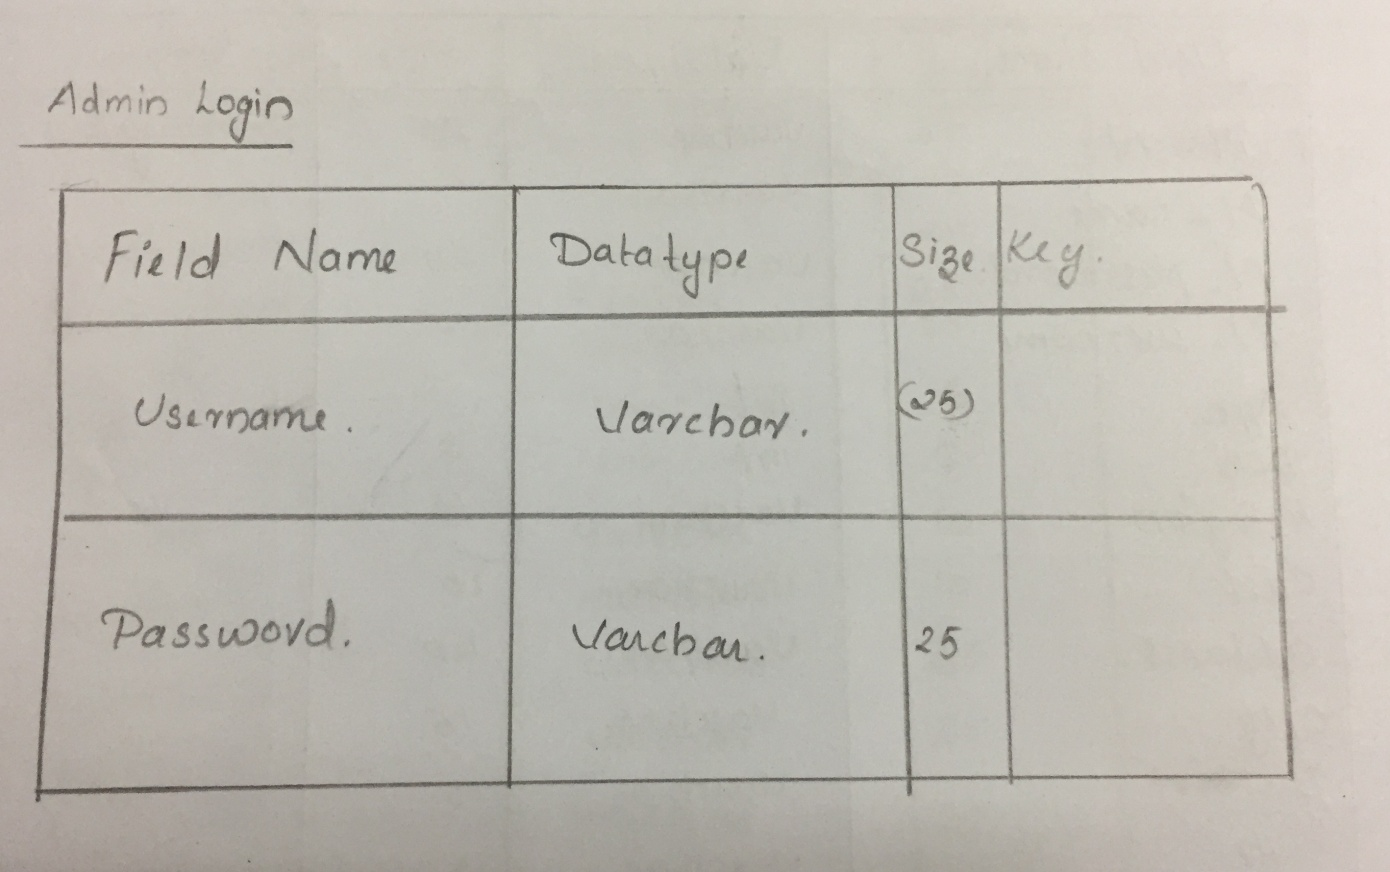 Admin Login
Field Name Datatype Size Key.
Username. Varchar. (25)
Password. Varchar. 25